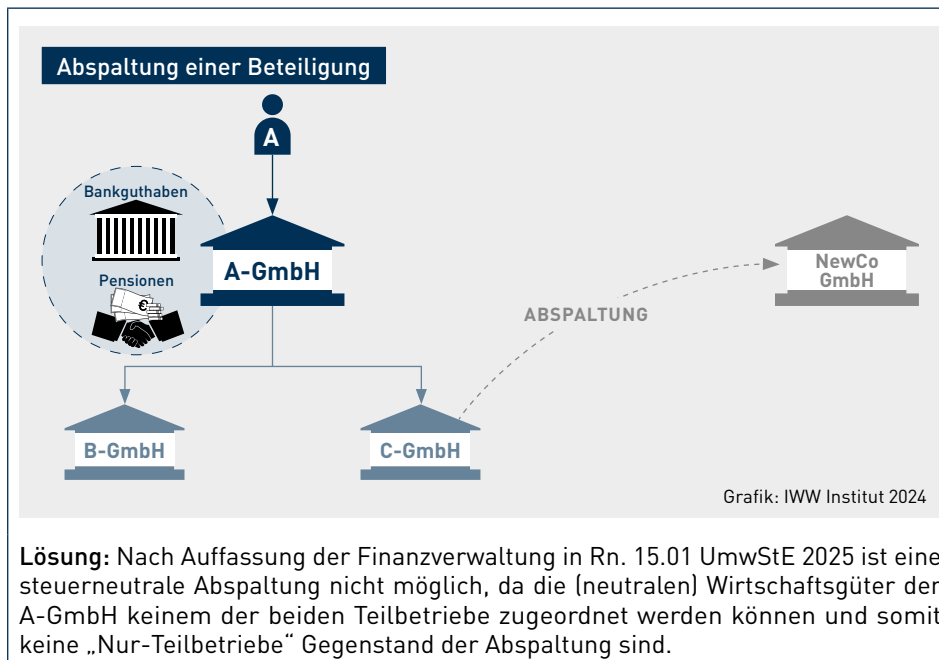 Abspaltung einer Beteiligung
A
Bankguthaben
A-GmbH
Pensionen
€
NewCo
GmbH
ABSPALTUNG
B-GmbH
C-GmbH
Grafik: IWW Institut 2024
Lösung: Nach Auffassung der Finanzverwaltung in Rn. 15.01 UmwStE 2025 ist eine
steuerneutrale Abspaltung nicht möglich, da die (neutralen) Wirtschaftsgüter der
A-GmbH keinem der beiden Teilbetriebe zugeordnet werden können und somit
keine „Nur-Teilbetriebe“ Gegenstand der Abspaltung sind.